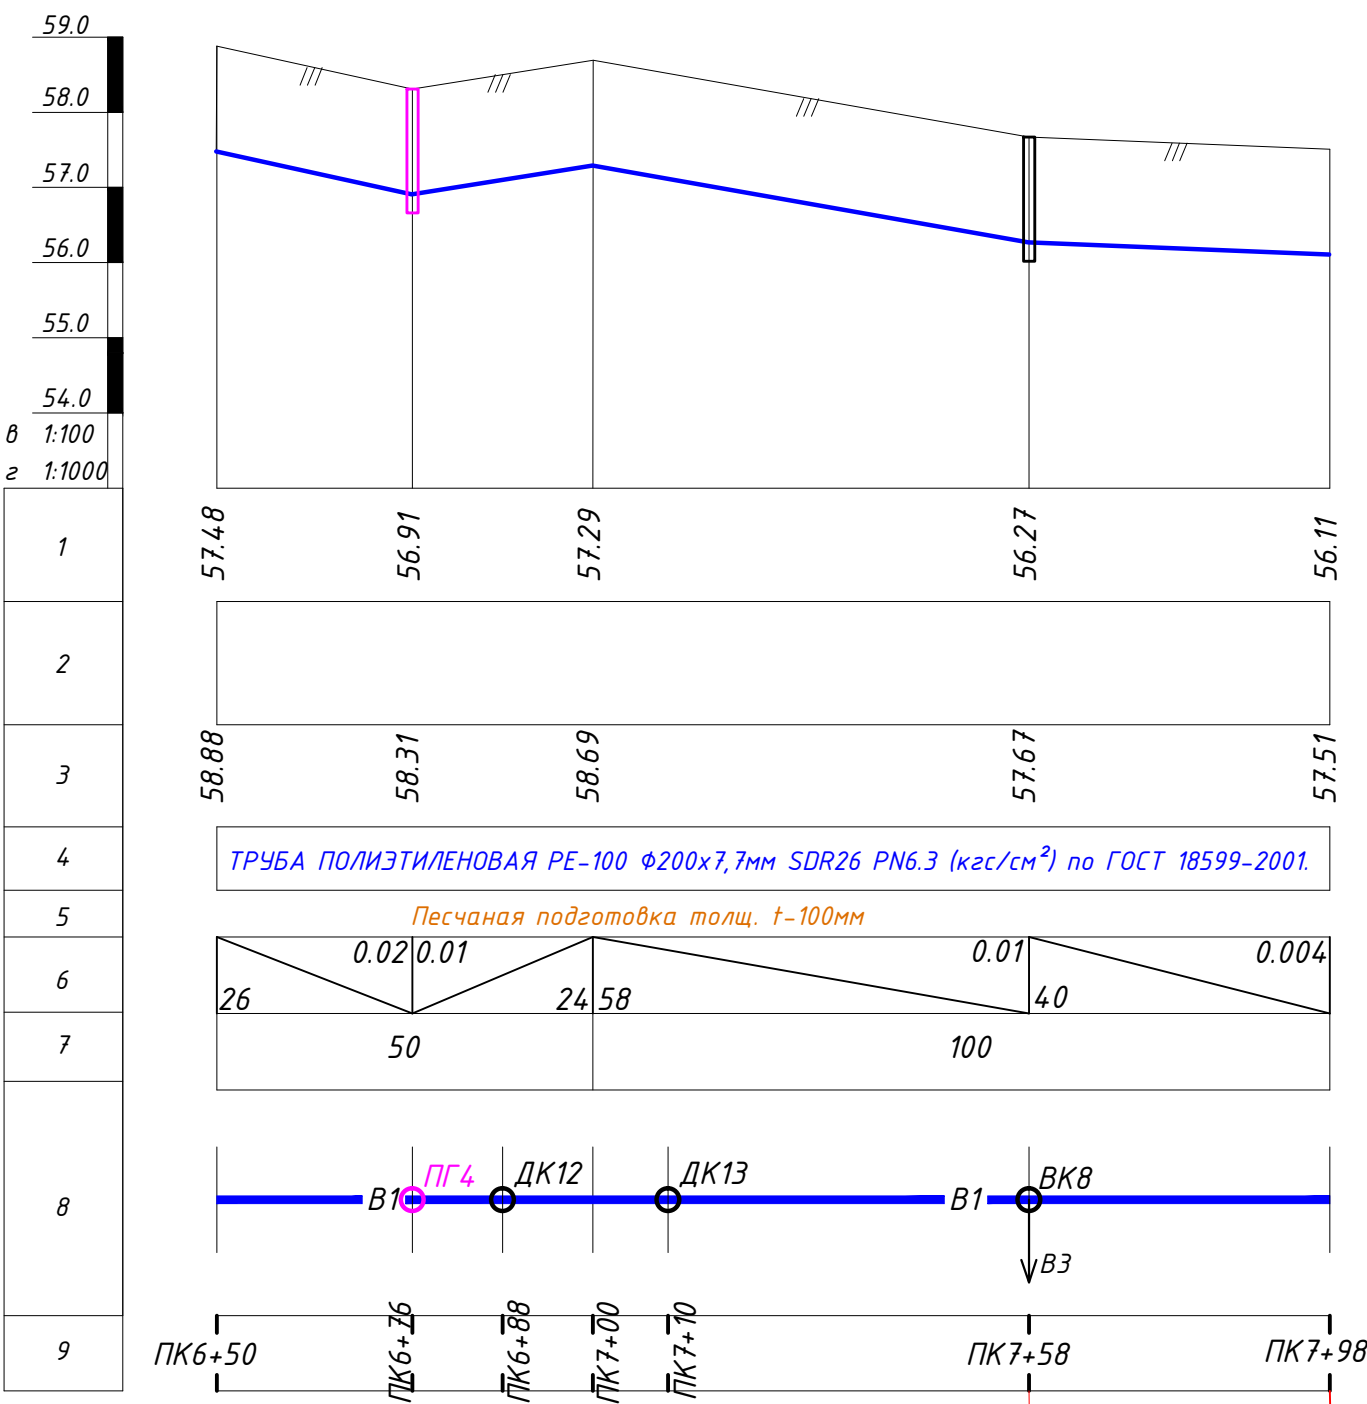 59.0
58.0
57.0
56.0
55.0
54.0
в 1:100
г 1:1000
1
57.48
56.91
57.29
56.27
56.11
2
3
58.88
58.31
58.69
57.67
57.51
4
ТРУБА ПОЛИЭТИЛЕНОВАЯ PE-100 Ф200x7,7мм SDR26 PN6.3 (кгс/см²) по ГОСТ 18599-2001.
5
Песчаная подготовка толщ. t-100мм
6
0.02 0.01 0.01 0.004
26 24 58 40
7
50 100
8
В1 ПГ4 ДК12 ДК13 В1 ВК8
В3
9
ПК6+50
ПК6+76
ПК6+88
ПК7+00
ПК7+10
ПК7+58
ПК7+98